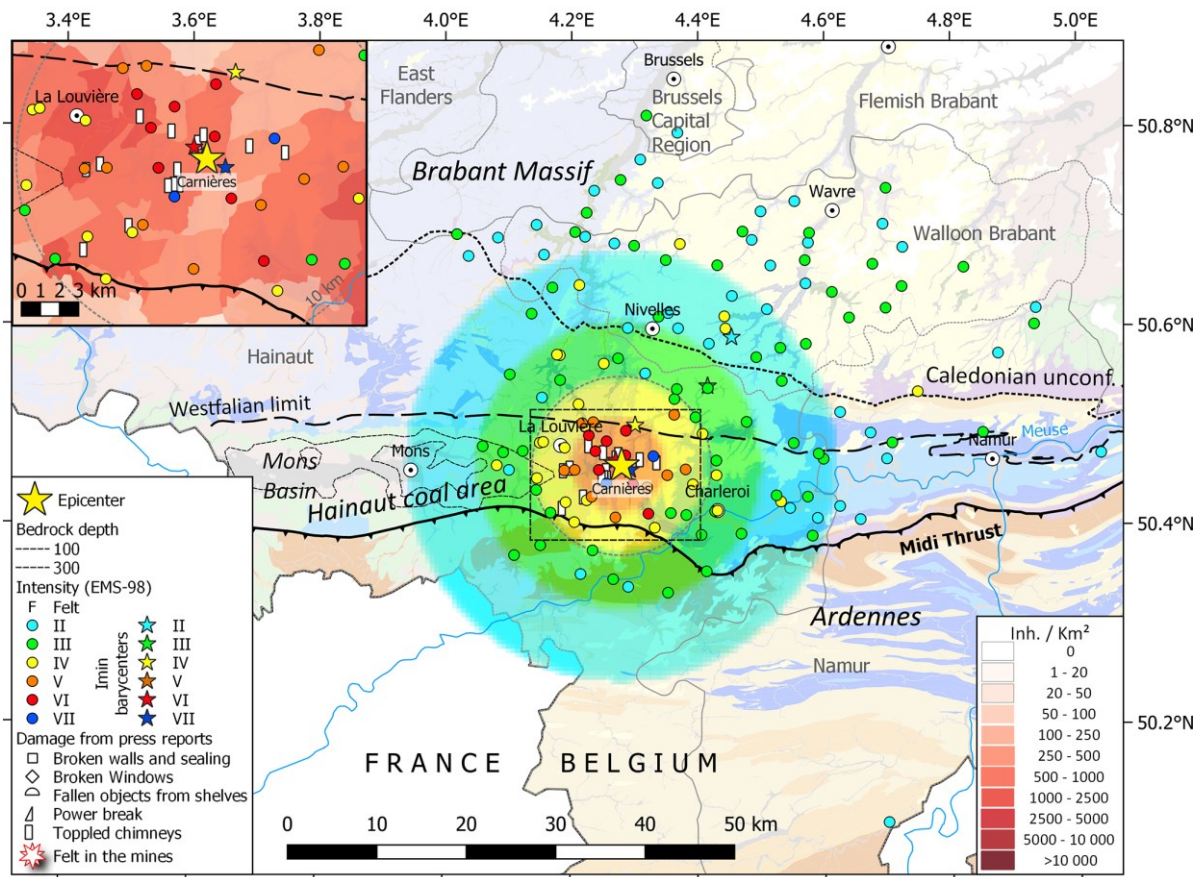 3.4°E
3.6°E
3.8°E
4.0°E
4.2°E
4.4°E
4.6°E
4.8°E
5.0°E
La Louvière
Carnières
0 1 2 3 km
10 km
East
Flanders
Brussels
Brussels
Capital
Region
Flemish Brabant
50.8°N
Brabant Massif
Wavre
Walloon Brabant
Nivelles
50.6°N
Hainaut
Caledonian unconf.
Westfalian limit
La Louvière
Meuse
Namur
Mons
Basin
Mons
Hainaut coal area
Carnières
Charleroi
50.4°N
Midi Thrust
Ardennes
Namur
50.2°N
FRANCE
BELGIUM
0 10 20 30 40 50 km
Epicenter
Bedrock depth
100
300
Intensity (EMS-98)
F Felt
II II
III III
IV IV
V V
VI VI
VII VII
Imin
barycenters
Damage from press reports
Broken walls and sealing
Broken Windows
Fallen objects from shelves
Power break
Toppled chimneys
Felt in the mines
Inh. / Km²
0
1 - 20
20 - 50
50 - 100
100 - 250
250 - 500
500 - 1000
1000 - 2500
2500 - 5000
5000 - 10 000
>10 000